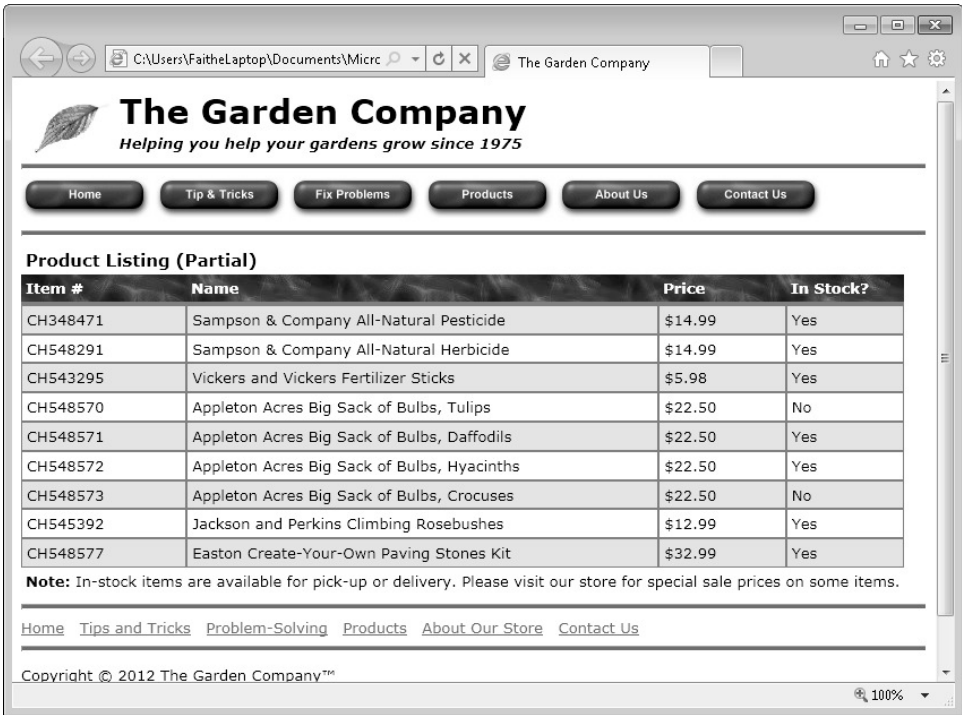 C:\Users\FaitheLaptop\Documents\Micrc
The Garden Company
The Garden Company
Helping you help your gardens grow since 1975
Home Tip & Tricks Fix Problems Products About Us Contact Us
Product Listing (Partial)
Item # Name Price In Stock?
CH348471 Sampson & Company All-Natural Pesticide $14.99 Yes
CH548291 Sampson & Company All-Natural Herbicide $14.99 Yes
CH543295 Vickers and Vickers Fertilizer Sticks $5.98 Yes
CH548570 Appleton Acres Big Sack of Bulbs, Tulips $22.50 No
CH548571 Appleton Acres Big Sack of Bulbs, Daffodils $22.50 Yes
CH548572 Appleton Acres Big Sack of Bulbs, Hyacinths $22.50 Yes
CH548573 Appleton Acres Big Sack of Bulbs, Crocuses $22.50 No
CH545392 Jackson and Perkins Climbing Rosebushes $12.99 Yes
CH548577 Easton Create-Your-Own Paving Stones Kit $32.99 Yes
Note: In-stock items are available for pick-up or delivery. Please visit our store for special sale prices on some items.
Home Tips and Tricks Problem-Solving Products About Our Store Contact Us
Copyright © 2012 The Garden Company™
100%